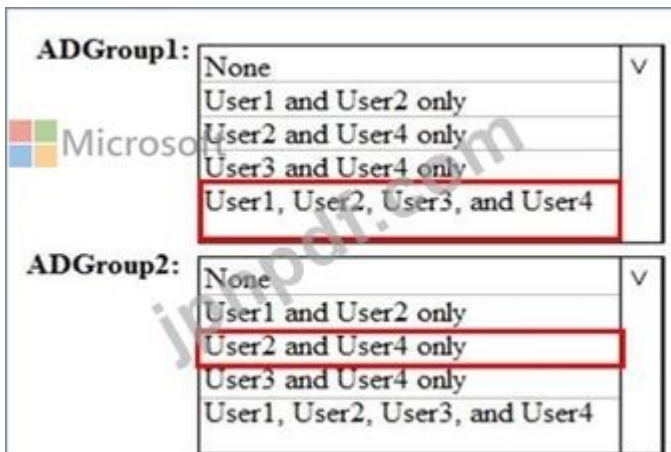 ADGroup1:
None V
User1 and User2 only
User2 and User4 only
Microsoft
User3 and User4 only
User1, User2, User3, and User4
ADGroup2:
None V
User1 and User2 only
User2 and User4 only
User3 and User4 only
User1, User2, User3, and User4
jpnpdf.com